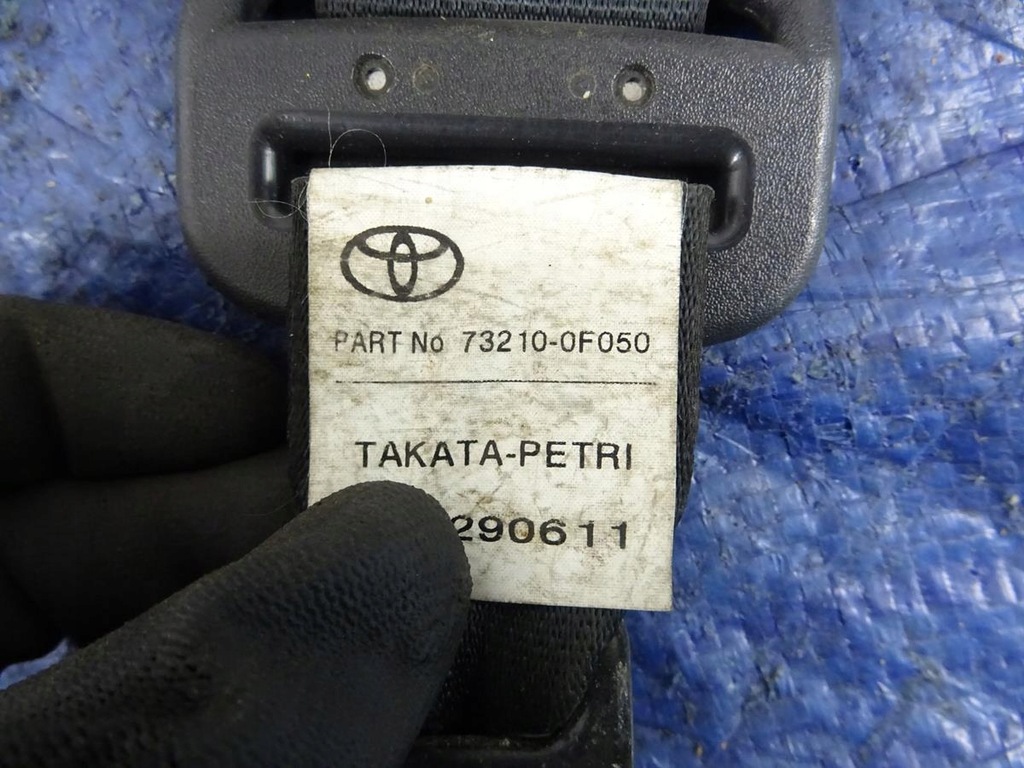 PART No 73210-0F050
TAKATA-PETRI
290611